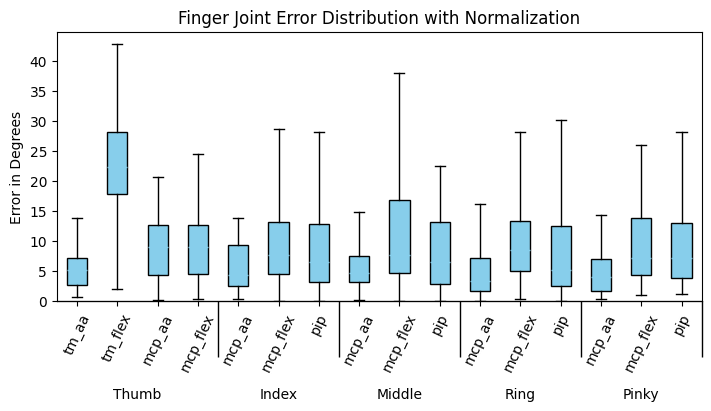 Finger Joint Error Distribution with Normalization
Error in Degrees
45
40
35
30
25
20
15
10
5
0
tm_aa
tm_flex
mcp_aa
mcp_flex
mcp_aa
mcp_flex
pip
mcp_aa
mcp_flex
pip
mcp_aa
mcp_flex
pip
mcp_aa
mcp_flex
pip
Thumb Index Middle Ring Pinky